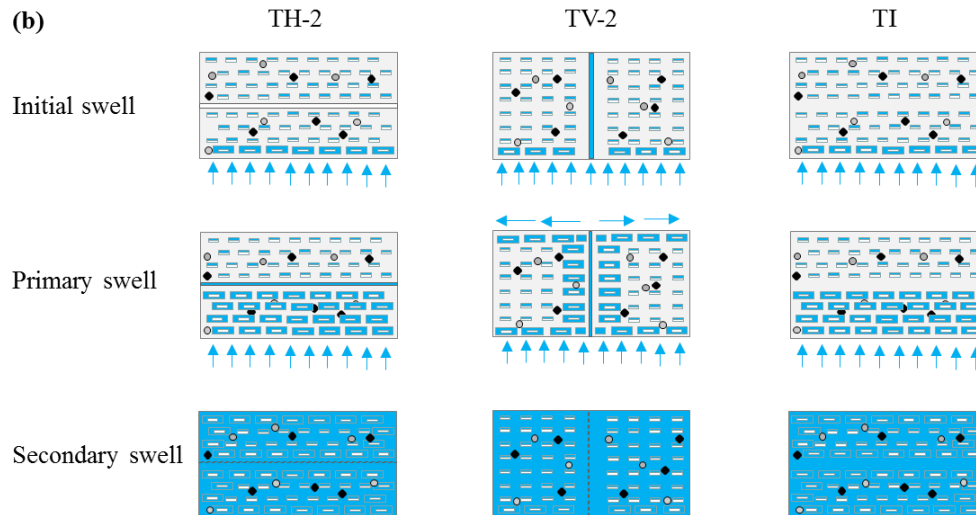 (b) TH-2 TV-2 TI
Initial swell
Primary swell
Secondary swell